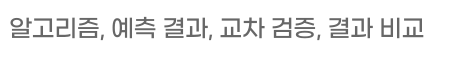 알고리즘, 예측 결과, 교차 검증, 결과 비교